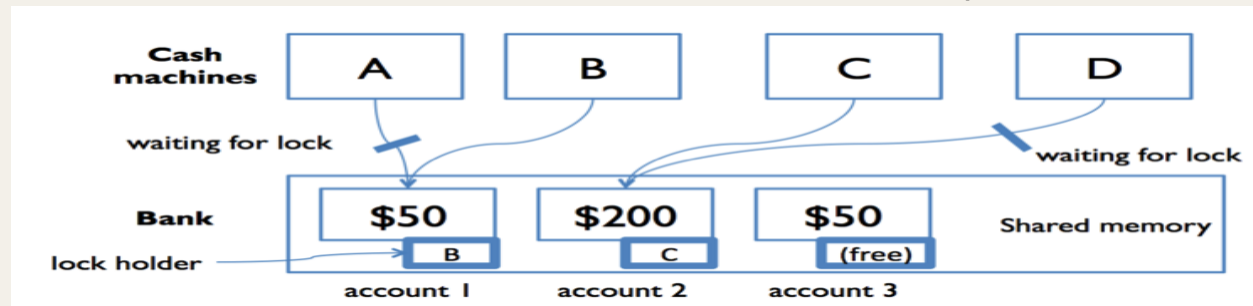 Cash
machines
A
B
C
D
waiting for lock
waiting for lock
Bank
$50
$200
$50
Shared memory
lock holder
B
C
(free)
account 1
account 2
account 3